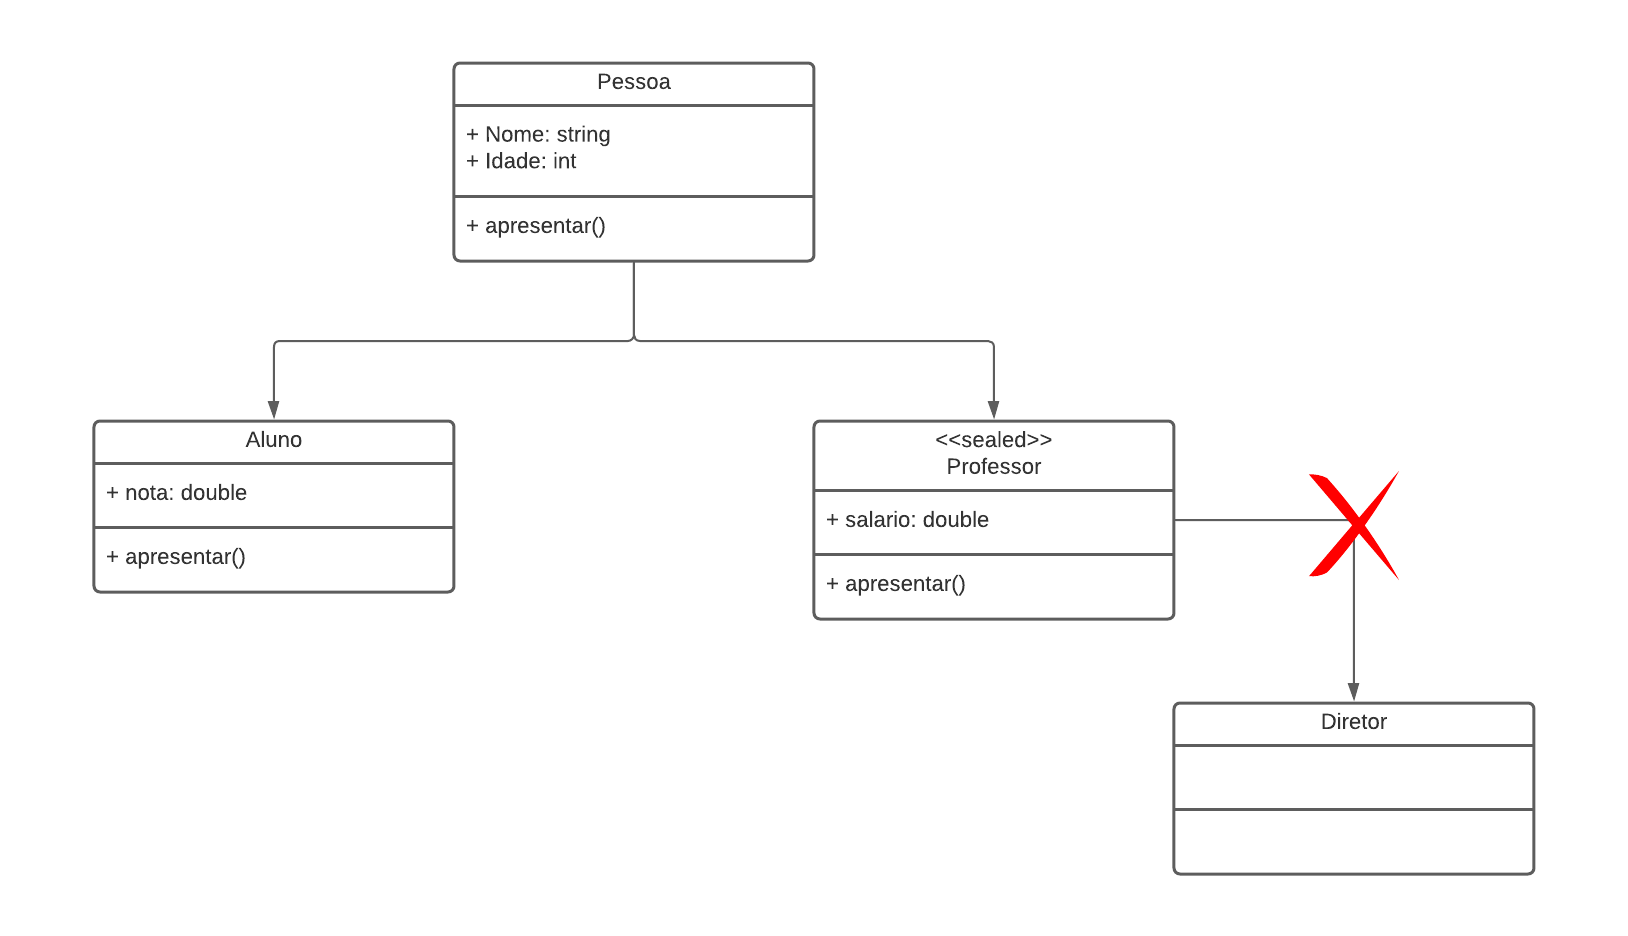 Pessoa
+ Nome: string
+ Idade: int
+ apresentar()
Aluno
+ nota: double
+ apresentar()
<<sealed>>
Professor
+ salario: double
+ apresentar()
Diretor